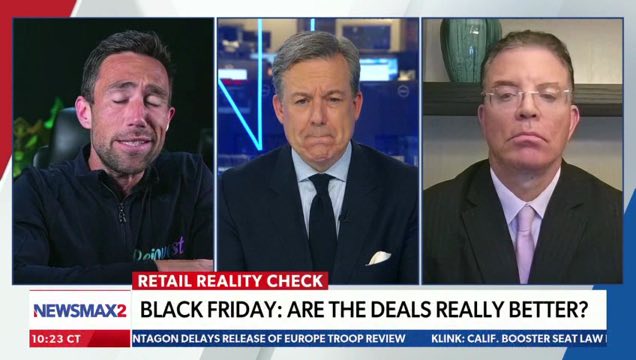 RETAIL REALITY CHECK
NEWSMAX2
BLACK FRIDAY: ARE THE DEALS REALLY BETTER?
10:23 CT
NTAGON DELAYS RELEASE OF EUROPE TROOP REVIEW
KLINK: CALIF. BOOSTER SEAT LAW I